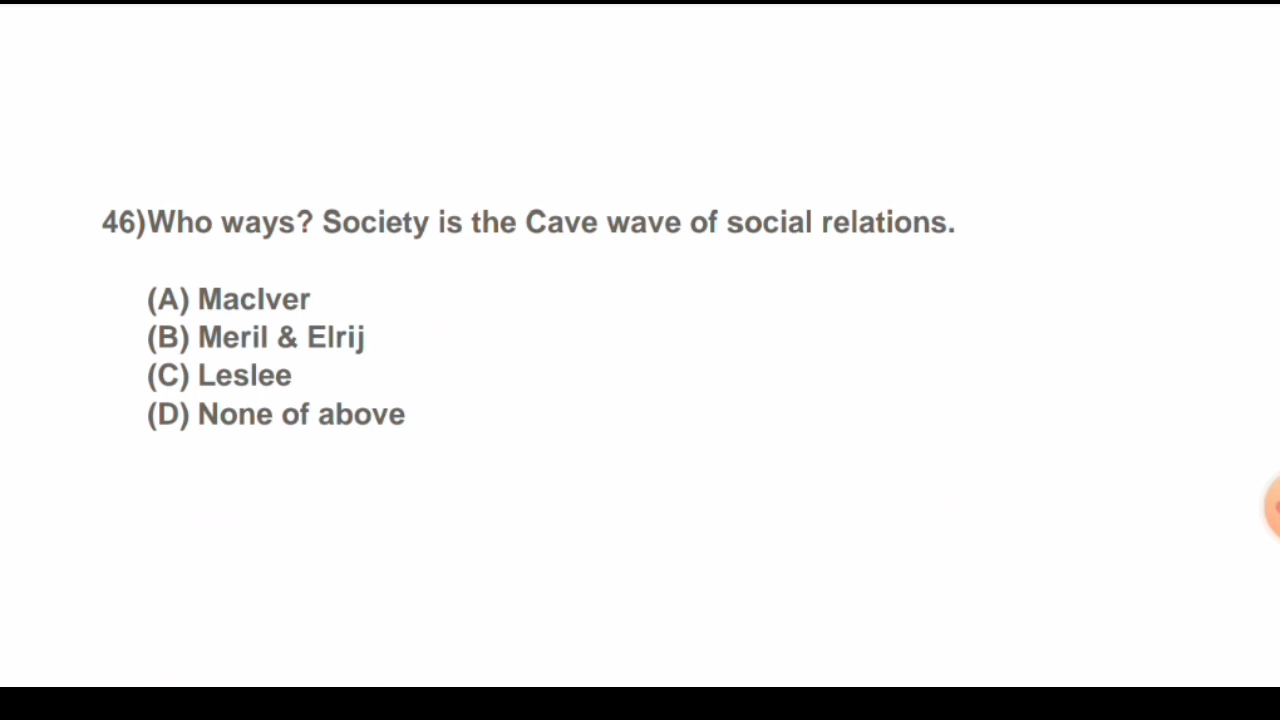 46)Who ways? Society is the Cave wave of social relations.
(A) MacIver
(B) Meril & Elrij
(C) Leslee
(D) None of above